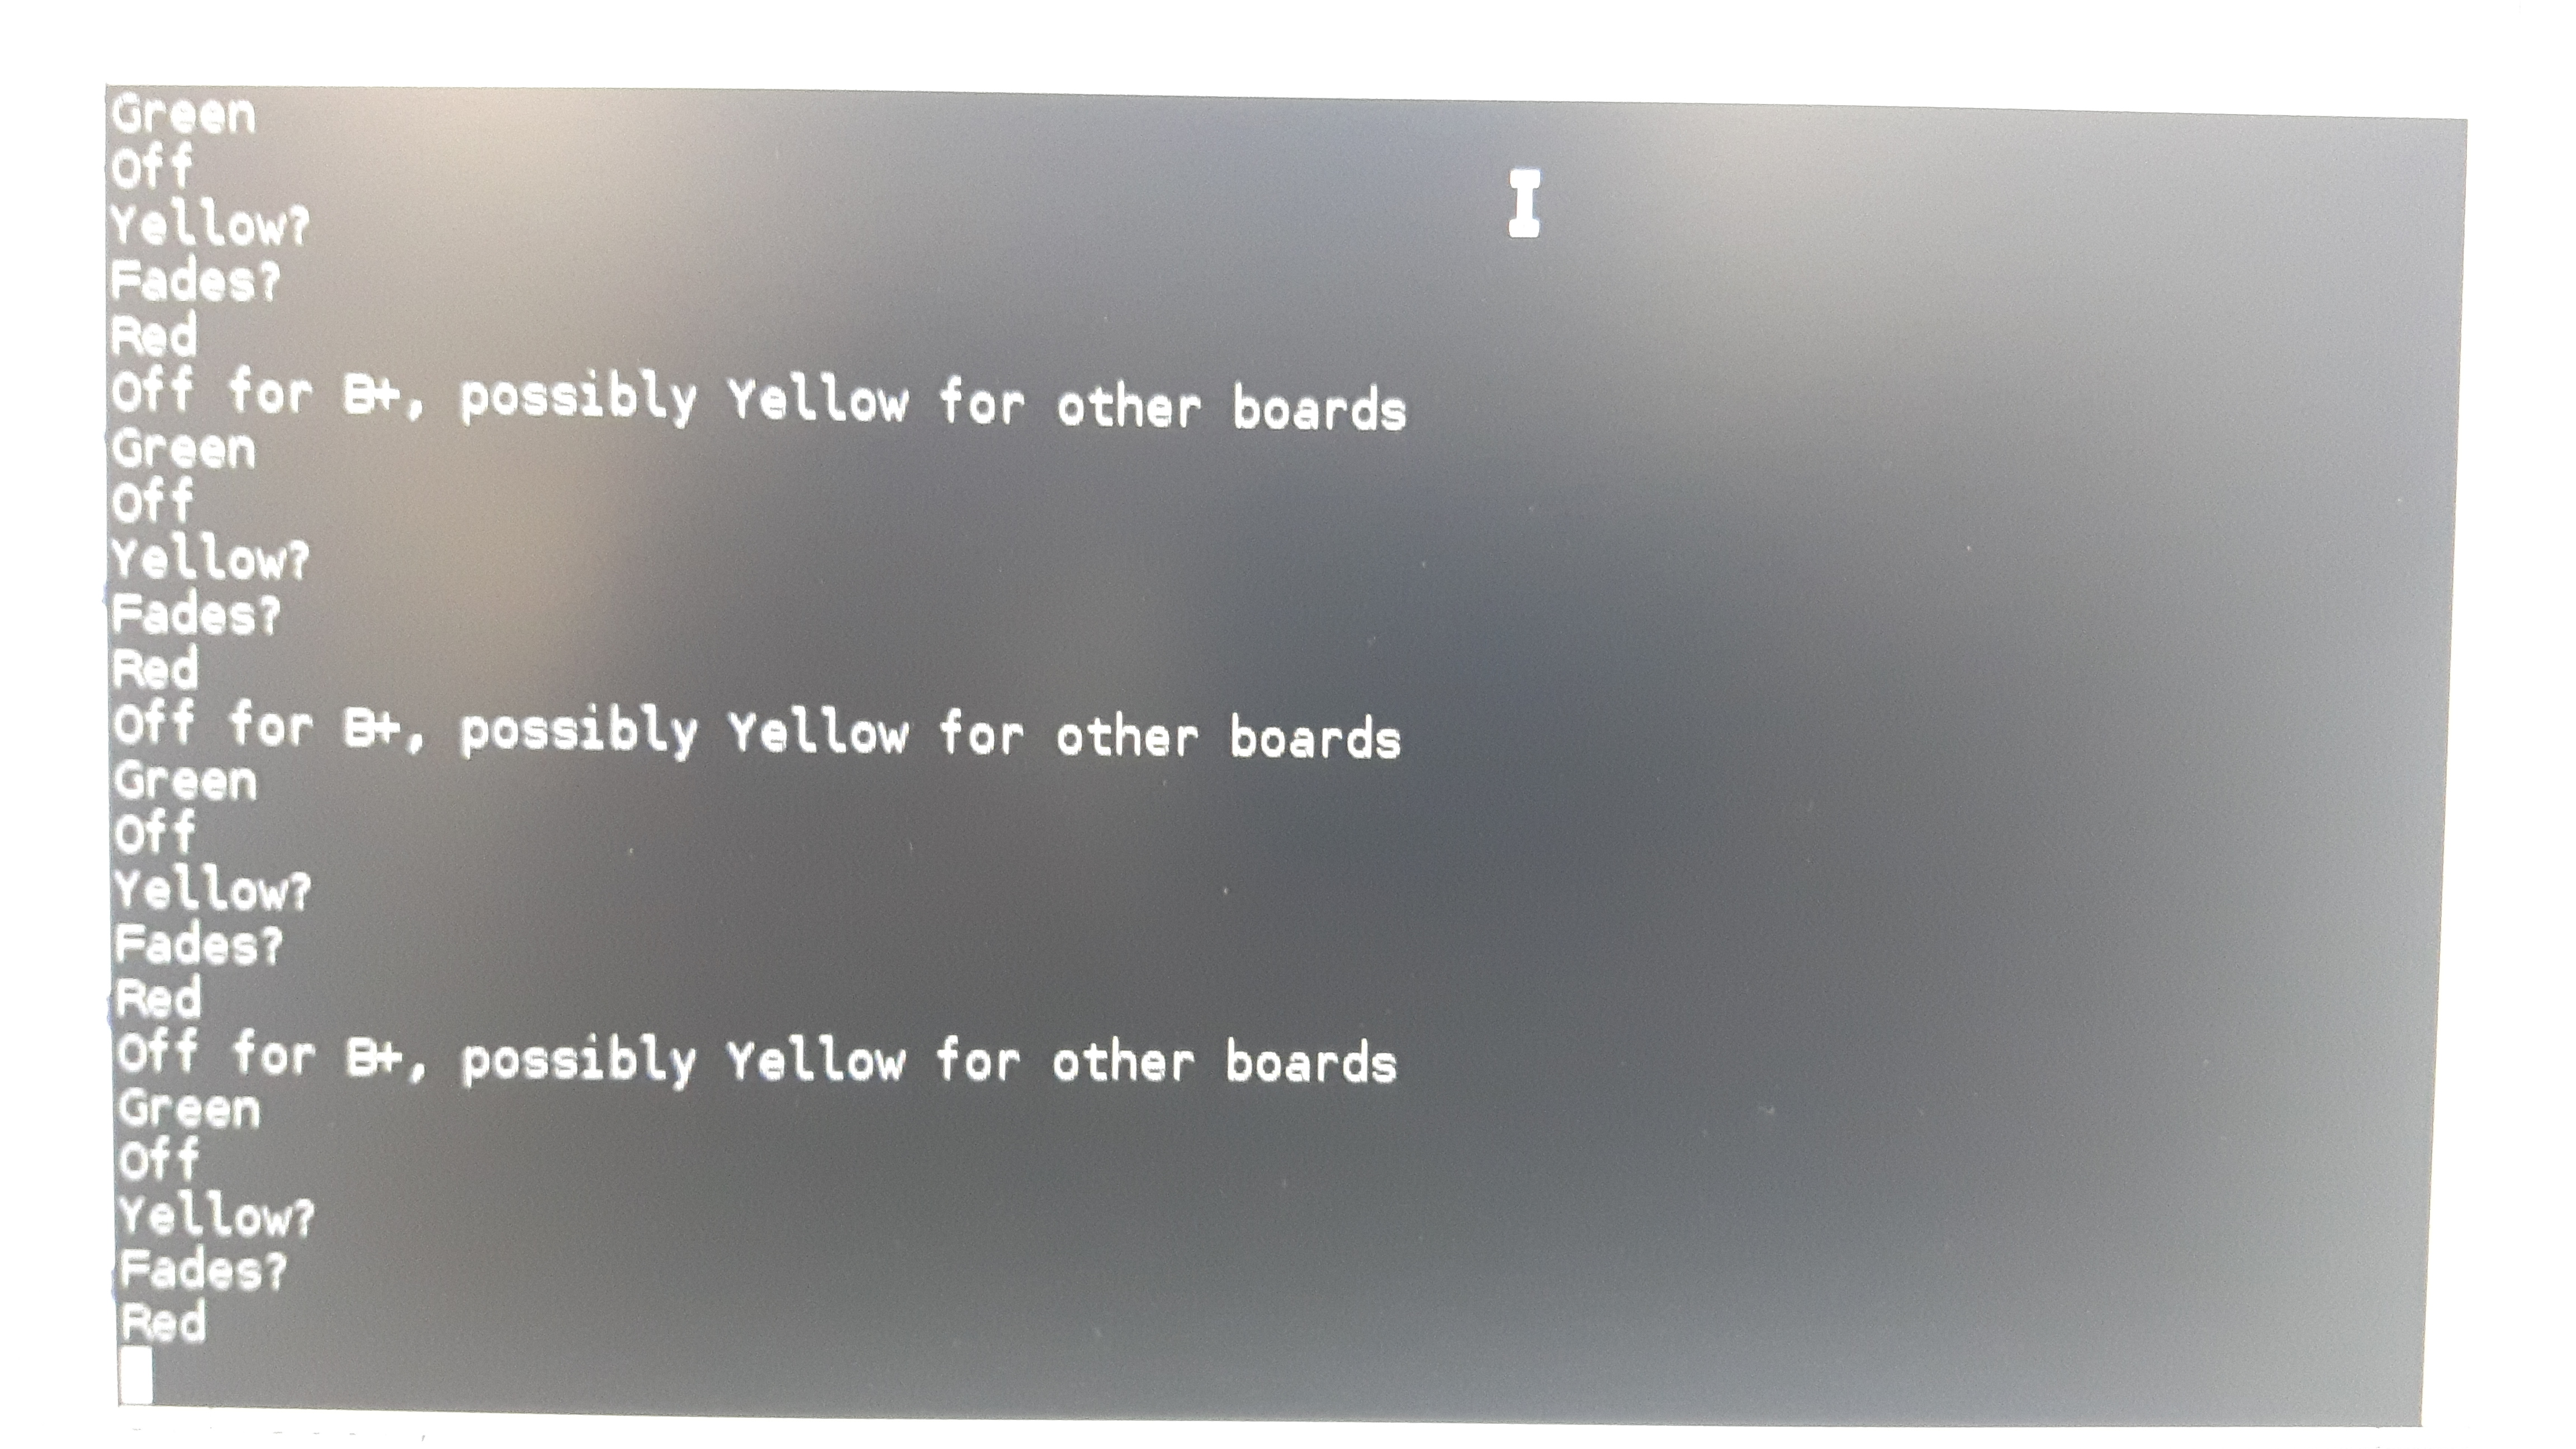 Green
Off
Yellow?
Fades?
Red
Off for B+, possibly Yellow for other boards
Green
Off
Yellow?
Fades?
Red
Off for B+, possibly Yellow for other boards
Green
Off
Yellow?
Fades?
Red
Off for B+, possibly Yellow for other boards
Green
Off
Yellow?
Fades?
Red